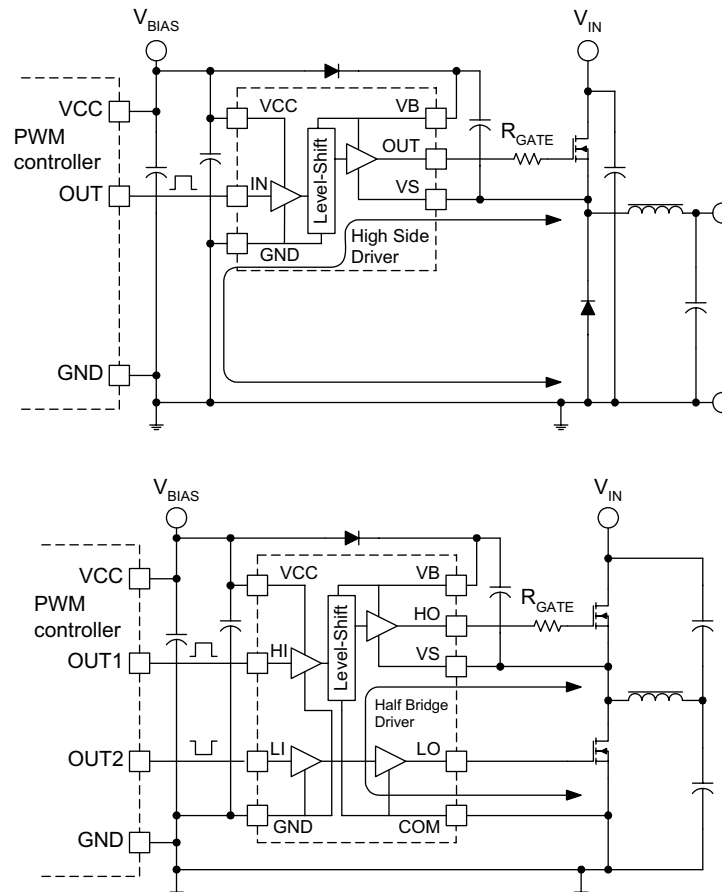 V_BIAS
V_IN
VCC
VCC
VB
PWM
controller
OUT
R_GATE
OUT
IN
Level-Shift
VS
GND
High Side
Driver
GND
V_BIAS
V_IN
VCC
VCC
VB
PWM
controller
HO
R_GATE
OUT1
HI
Level-Shift
VS
Half Bridge
Driver
OUT2
LI
LO
GND
COM
GND